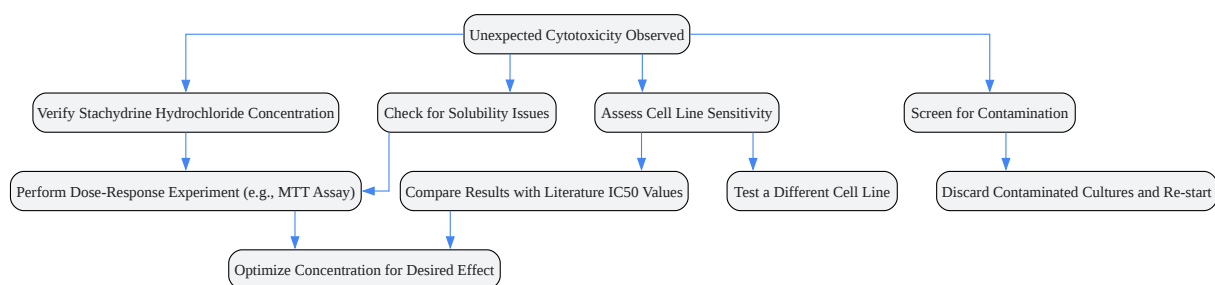 Unexpected Cytotoxicity Observed
Verify Stachydrine Hydrochloride Concentration
Check for Solubility Issues
Assess Cell Line Sensitivity
Screen for Contamination
Perform Dose-Response Experiment (e.g., MTT Assay)
Compare Results with Literature IC50 Values
Test a Different Cell Line
Discard Contaminated Cultures and Re-start
Optimize Concentration for Desired Effect